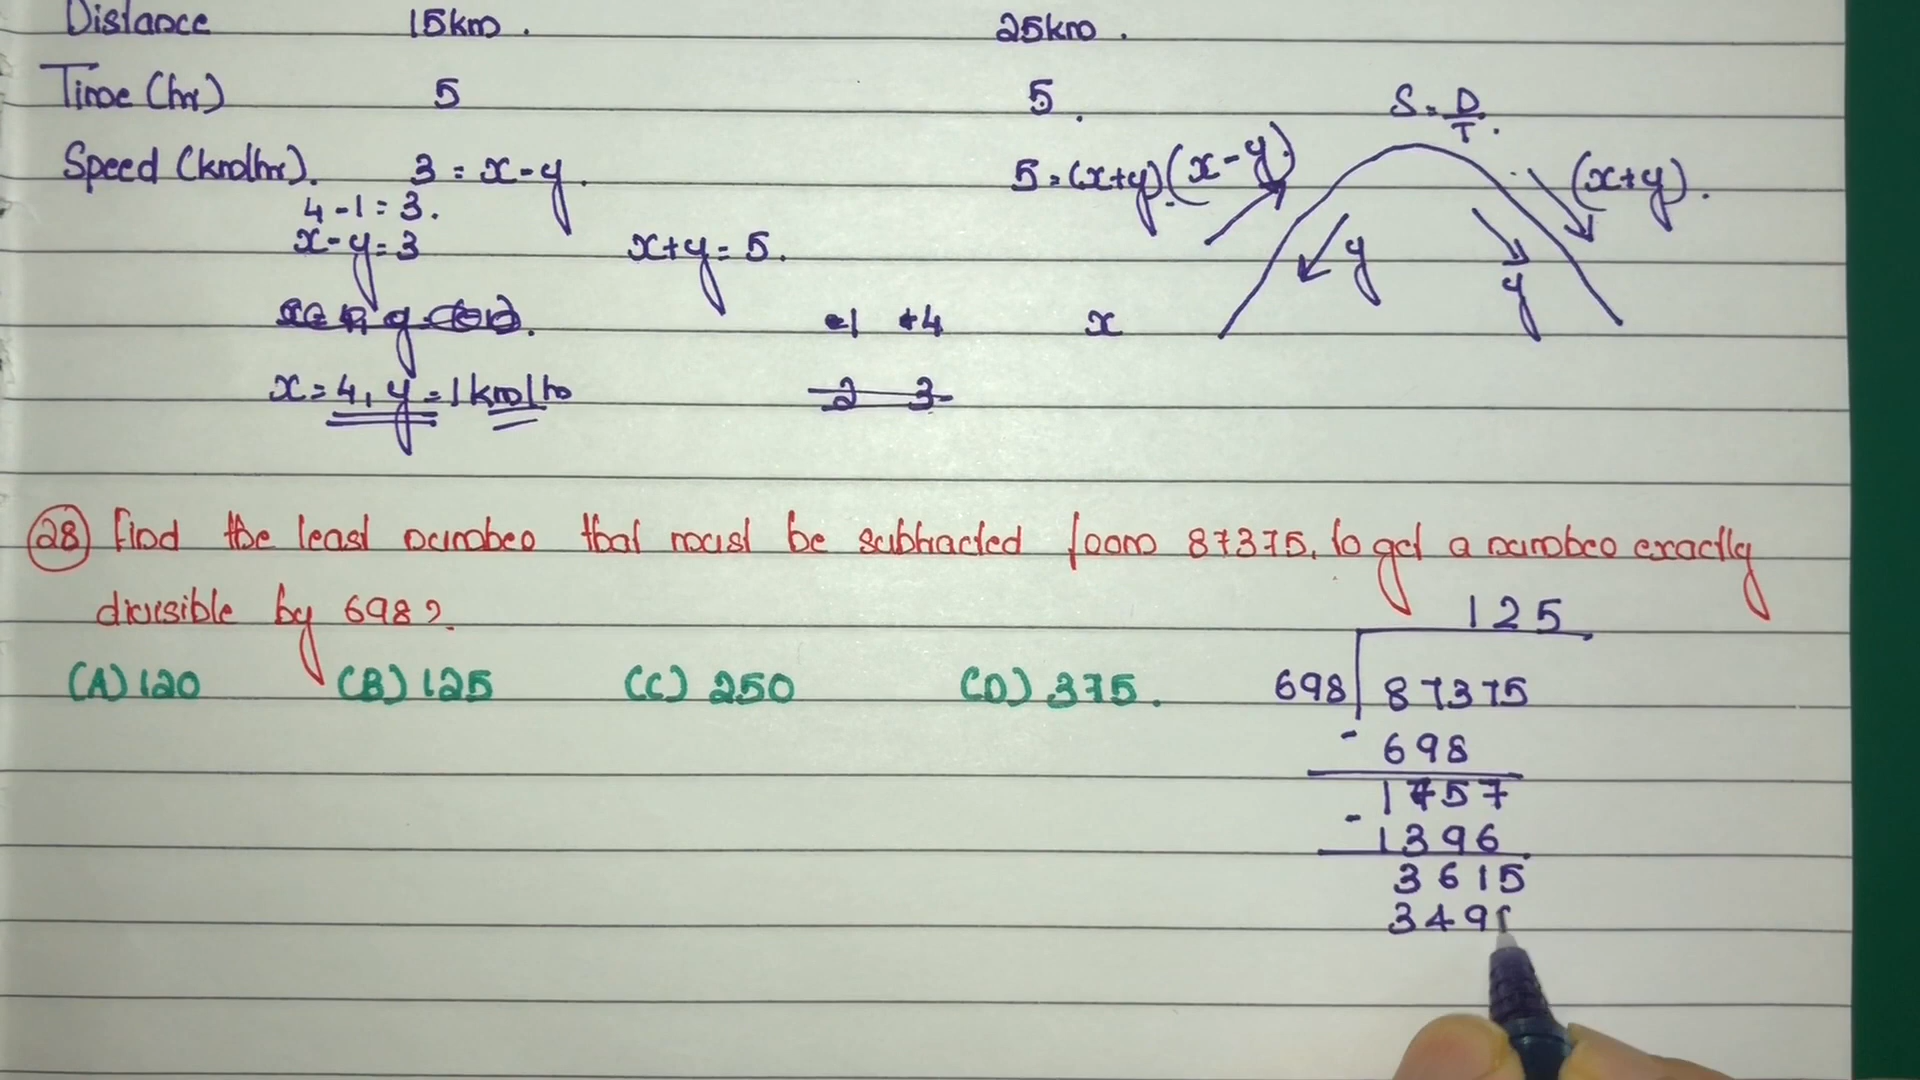 Distance 15km. 25km.
Time (hr) 5 5.
S = D/T.
Speed (km/hr). 3 = x-y. 5 = (x+y). (x-y) (x+y).
4-1=3.
x-y=3 x+y=5. y y
-1 +4 x
x=4, y=1km/hr 2 3
(28) Find the least number that must be subtracted from 87375, to get a number exactly
divisible by 698?
125
(A) 120 (B) 125 (C) 250 (D) 375. 698 87375
- 698
1757
- 1396
3615
349